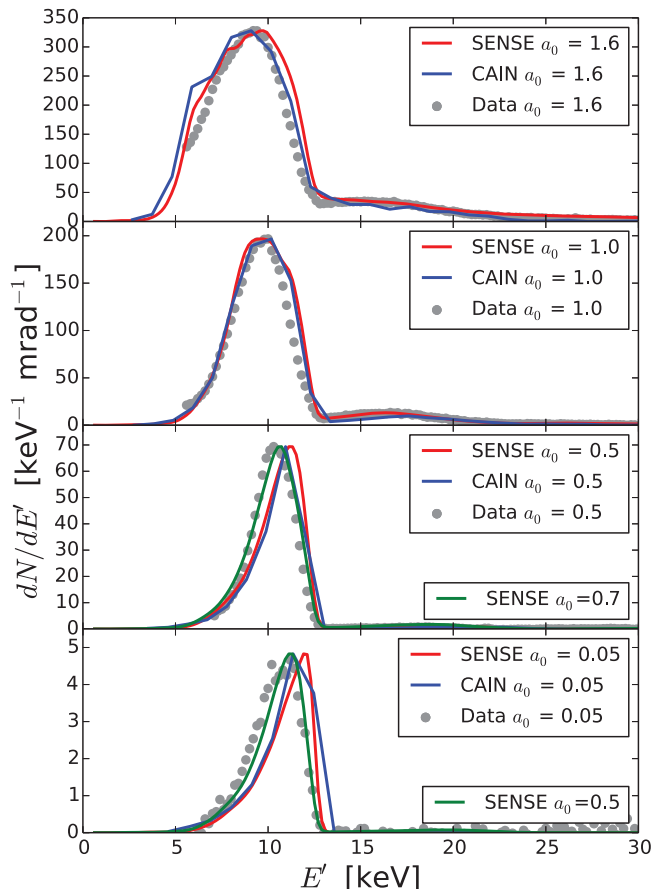 350
300
250
200
150
100
50
0
SENSE a₀ = 1.6
CAIN a₀ = 1.6
Data a₀ = 1.6
200
150
100
50
0
SENSE a₀ = 1.0
CAIN a₀ = 1.0
Data a₀ = 1.0
70
60
50
40
30
20
10
0
SENSE a₀ = 0.5
CAIN a₀ = 0.5
Data a₀ = 0.5
SENSE a₀ =0.7
5
4
3
2
1
0
SENSE a₀ = 0.05
CAIN a₀ = 0.05
Data a₀ = 0.05
SENSE a₀ =0.5
0 5 10 15 20 25 30
E′ [keV]
dN/dE′ [keV⁻¹ mrad⁻¹]